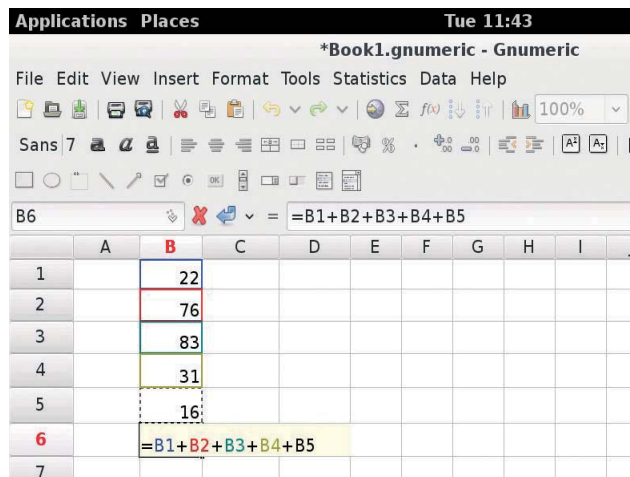 Applications Places Tue 11:43
*Book1.gnumeric - Gnumeric
File Edit View Insert Format Tools Statistics Data Help
100%
Sans 7 a a a
B6 = =B1+B2+B3+B4+B5
A B C D E F G H I
1 22
2 76
3 83
4 31
5 16
6 =B1+B2+B3+B4+B5
7